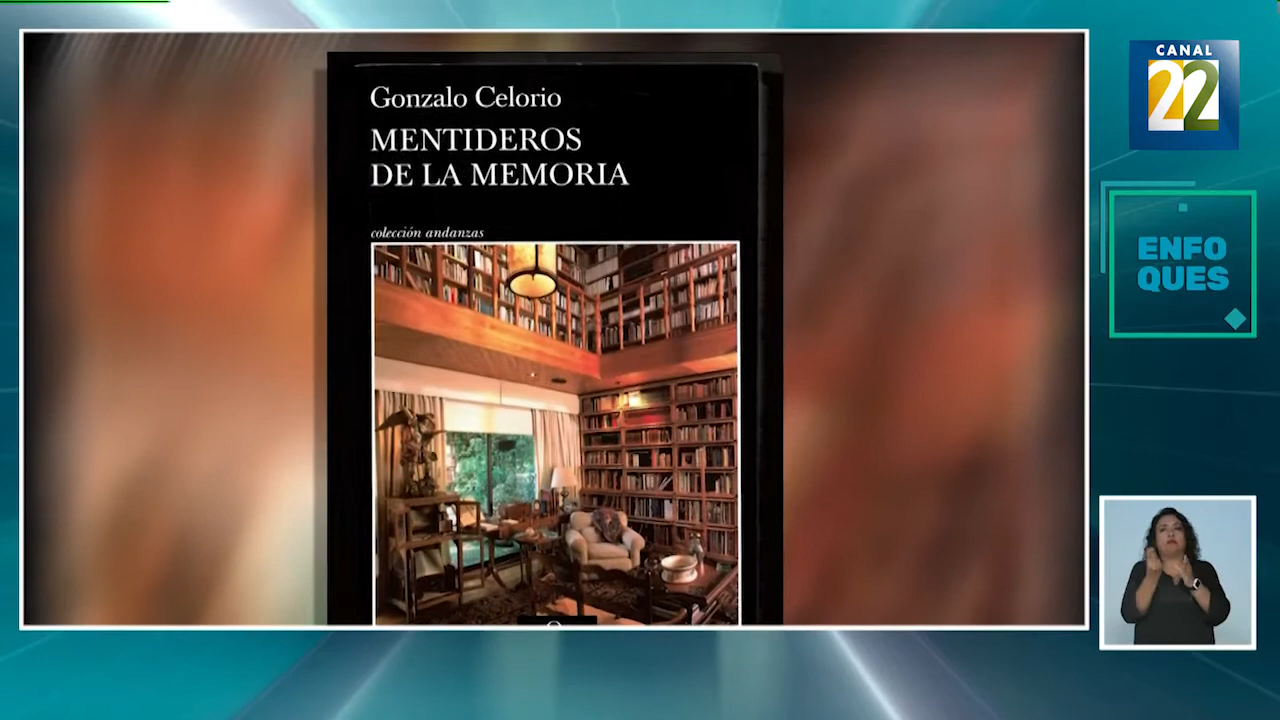 Gonzalo Celorio
MENTIDEROS
DE LA MEMORIA
colección andanzas
CANAL
22
ENFO
QUES